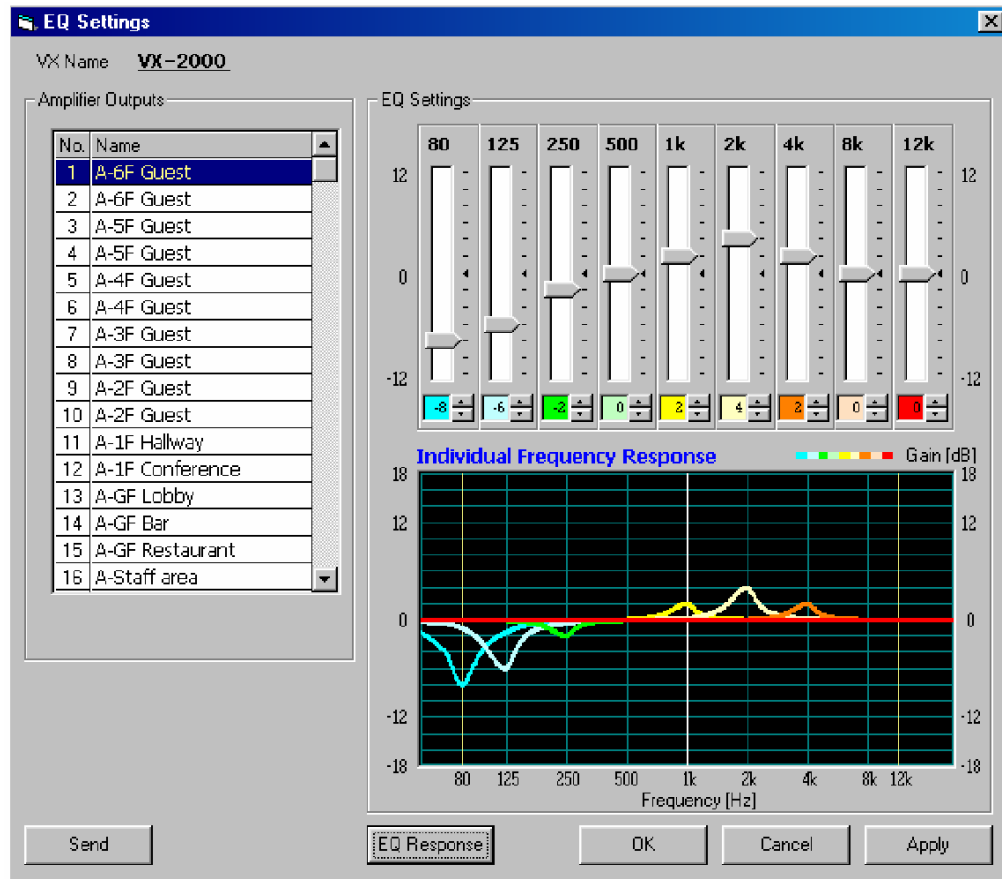 EQ Settings
VX Name VX-2000
Amplifier Outputs
No. Name
1 A-6F Guest
2 A-6F Guest
3 A-5F Guest
4 A-5F Guest
5 A-4F Guest
6 A-4F Guest
7 A-3F Guest
8 A-3F Guest
9 A-2F Guest
10 A-2F Guest
11 A-1F Hallway
12 A-1F Conference
13 A-GF Lobby
14 A-GF Bar
15 A-GF Restaurant
16 A-Staff area
EQ Settings
80 125 250 500 1k 2k 4k 8k 12k
12 12
0 0
-12 -12
-8 -6 -2 0 2 4 2 0 0
Individual Frequency Response Gain [dB]
18 18
12 12
0 0
-12 -12
-18 -18
80 125 250 500 1k 2k 4k 8k 12k
Frequency [Hz]
Send EQ Response OK Cancel Apply